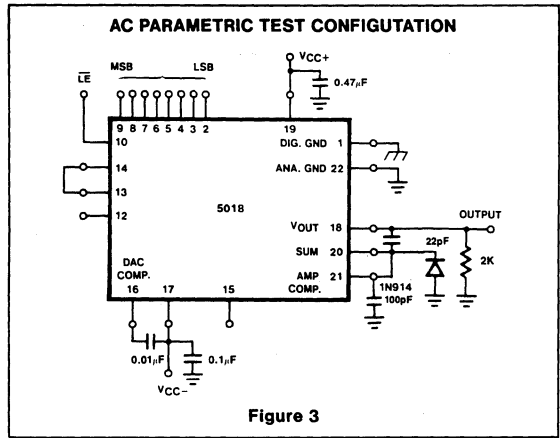 AC PARAMETRIC TEST CONFIGUTATION
VCC+
MSB LSB
LE
0.47μF
9 8 7 6 5 4 3 2 19
10 DIG. GND 1
14 ANA. GND 22
13
12 5018 VOUT 18 OUTPUT
22pF
SUM 20
2K
DAC COMP. AMP COMP. 21
1N914
16 17 15 100pF
0.01μF 0.1μF
VCC−
Figure 3